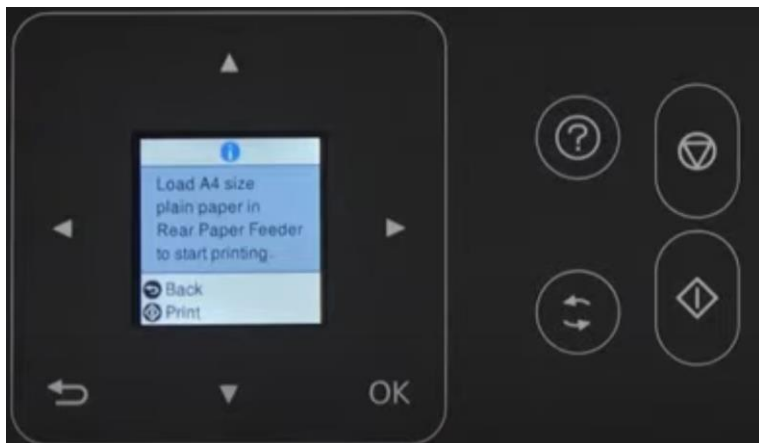 Load A4 size
plain paper in
Rear Paper Feeder
to start printing.
Back
Print
OK